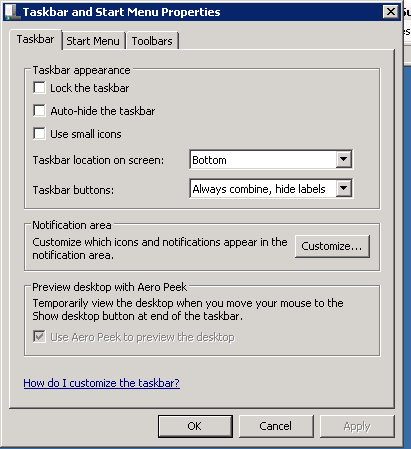 Taskbar and Start Menu Properties
Taskbar
Start Menu
Toolbars
Taskbar appearance
Lock the taskbar
Auto-hide the taskbar
Use small icons
Taskbar location on screen:
Bottom
Taskbar buttons:
Always combine, hide labels
Notification area
Customize which icons and notifications appear in the
notification area.
Customize...
Preview desktop with Aero Peek
Temporarily view the desktop when you move your mouse to the
Show desktop button at end of the taskbar.
Use Aero Peek to preview the desktop
How do I customize the taskbar?
OK
Cancel
Apply